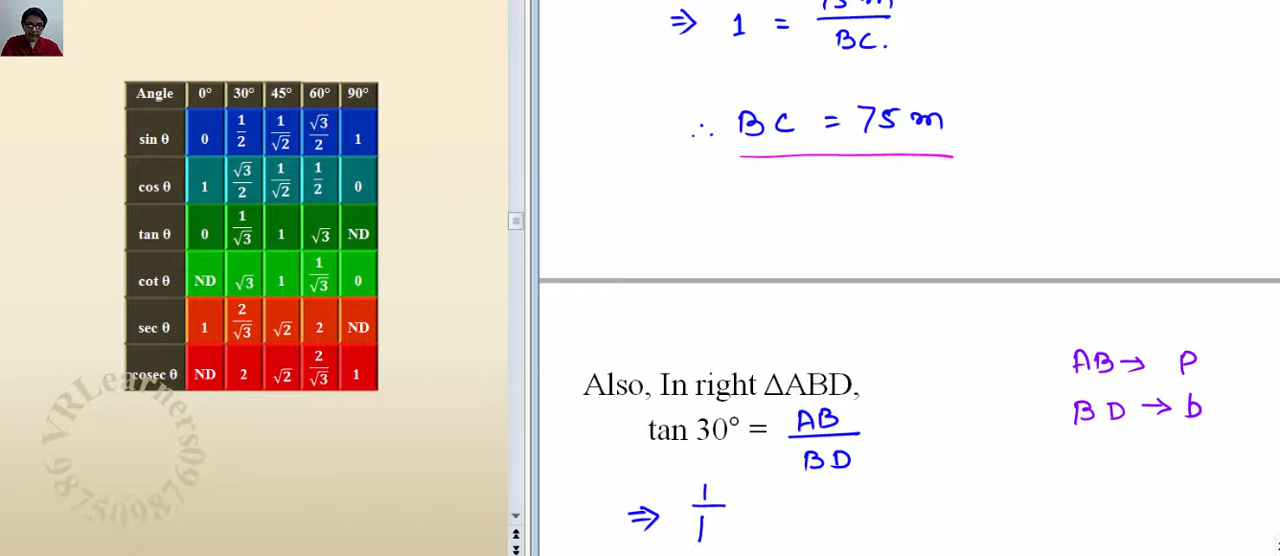 Angle 0° 30° 45° 60° 90°
sin θ 0 1/2 1/√2 √3/2 1
cos θ 1 √3/2 1/√2 1/2 0
tan θ 0 1/√3 1 √3 ND
cot θ ND √3 1 1/√3 0
sec θ 1 2/√3 √2 2 ND
cosec θ ND 2 √2 2/√3 1
VRLearners
09875098760
⇒ 1 = 75 m / BC.
∴ BC = 75 m
Also, In right ΔABD,
tan 30° = AB / BD
⇒ 1
AB → P
BD → b